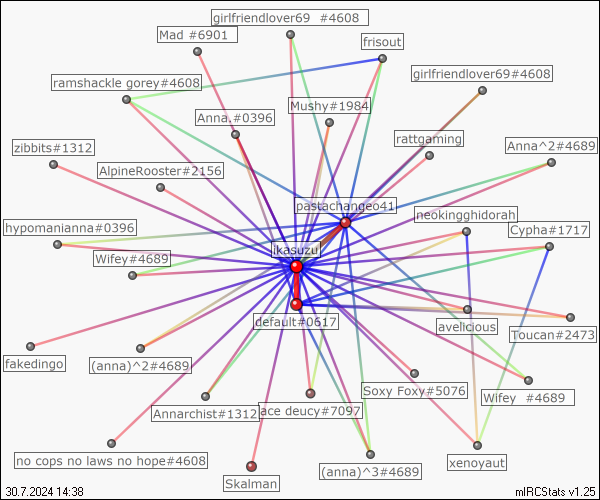 girlfriendlover69  #4608
Mad #6901
frisout
ramshackle gorey#4608
girlfriendlover69#4608
Mushy#1984
Anna.#0396
rattgaming
zibbits#1312
Anna^2#4689
AlpineRooster#2156
pastachangeo41
neokingghidorah
hypomanianna#0396
Cypha#1717
ikasuzu
Wifey#4689
default#0617
avelicious
Toucan#2473
fakedingo
(anna)^2#4689
Soxy Foxy#5076
Wifey  #4689
Annarchist#1312
ace deucy#7097
no cops no laws no hope#4608
(anna)^3#4689
xenoyaut
Skalman
30.7.2024 14:38
mIRCStats v1.25